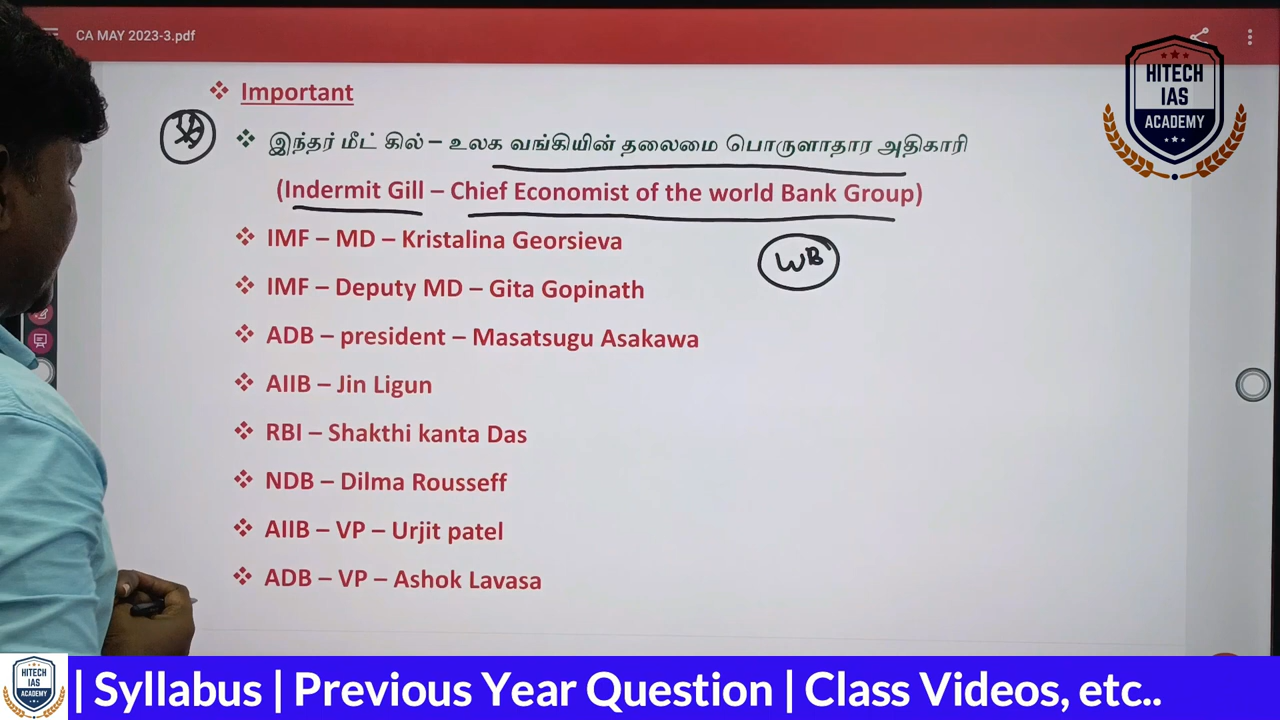 CA MAY 2023-3.pdf
HITECH
IAS
ACADEMY
❖ Important
❖ இந்தர் மீட் கில் – உலக வங்கியின் தலைமை பொருளாதார அதிகாரி
(Indermit Gill – Chief Economist of the world Bank Group)
❖ IMF – MD – Kristalina Georsieva
WB
❖ IMF – Deputy MD – Gita Gopinath
❖ ADB – president – Masatsugu Asakawa
❖ AIIB – Jin Ligun
❖ RBI – Shakthi kanta Das
❖ NDB – Dilma Rousseff
❖ AIIB – VP – Urjit patel
❖ ADB – VP – Ashok Lavasa
HITECH
IAS
ACADEMY
| Syllabus | Previous Year Question | Class Videos, etc..